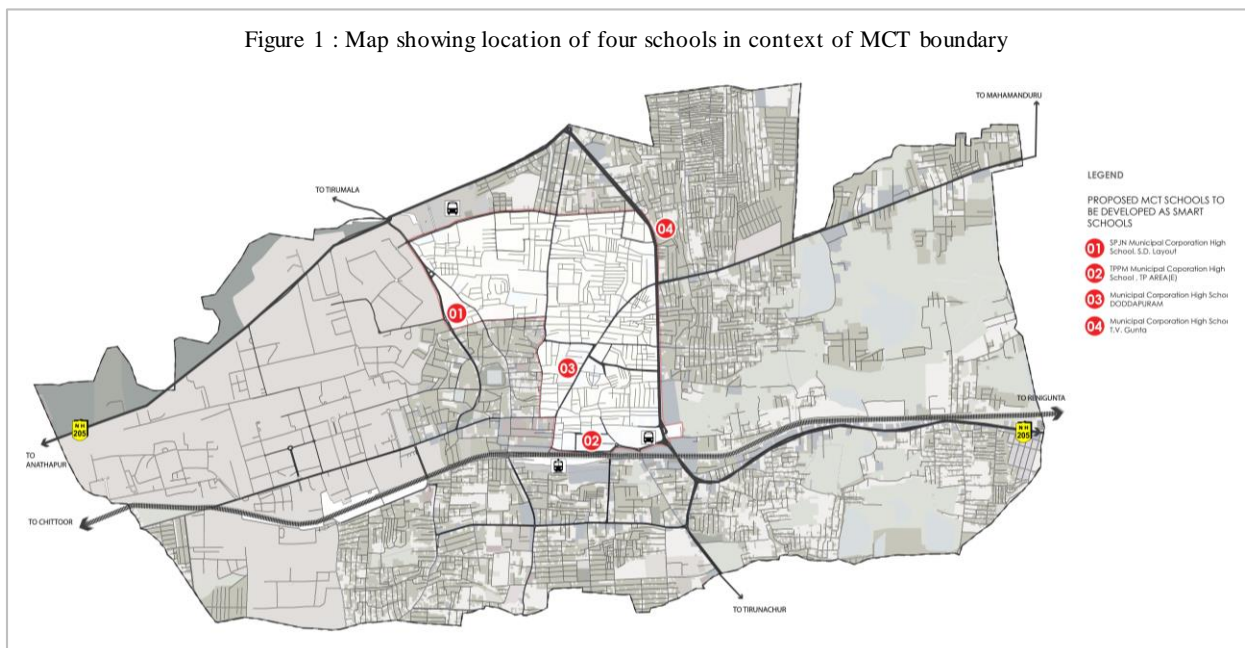 Figure 1 : Map showing location of four schools in context of MCT boundary
TO MAHAMANDURU
TO TIRUMALA
LEGEND
PROPOSED MCT SCHOOLS TO
BE DEVELOPED AS SMART
SCHOOLS
01 SPJN Municipal Corporation High
School, S.D. Layout
02 TPPM Municipal Coporation High
School , TP AREA(E)
03 Municipal Corporation High Schoo
DODDAPURAM
04 Municipal Corporation High Schoo
T.V. Gunta
04
01
03
02
TO RENIGUNTA
NH
205
NH
205
TO
ANATHAPUR
TO CHITTOOR
TO TIRUNACHUR